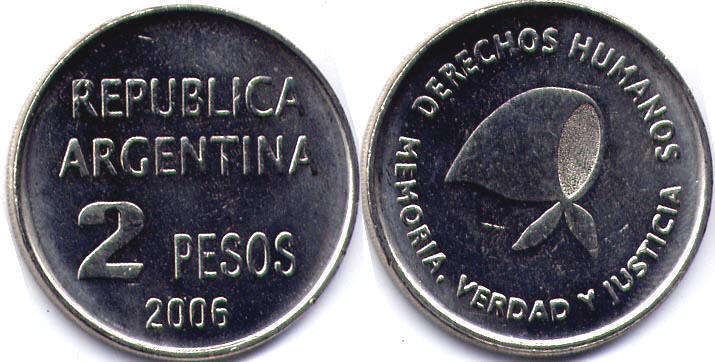 REPUBLICA
ARGENTINA
2 PESOS
2006
DERECHOS HUMANOS
MEMORIA, VERDAD Y JUSTICIA